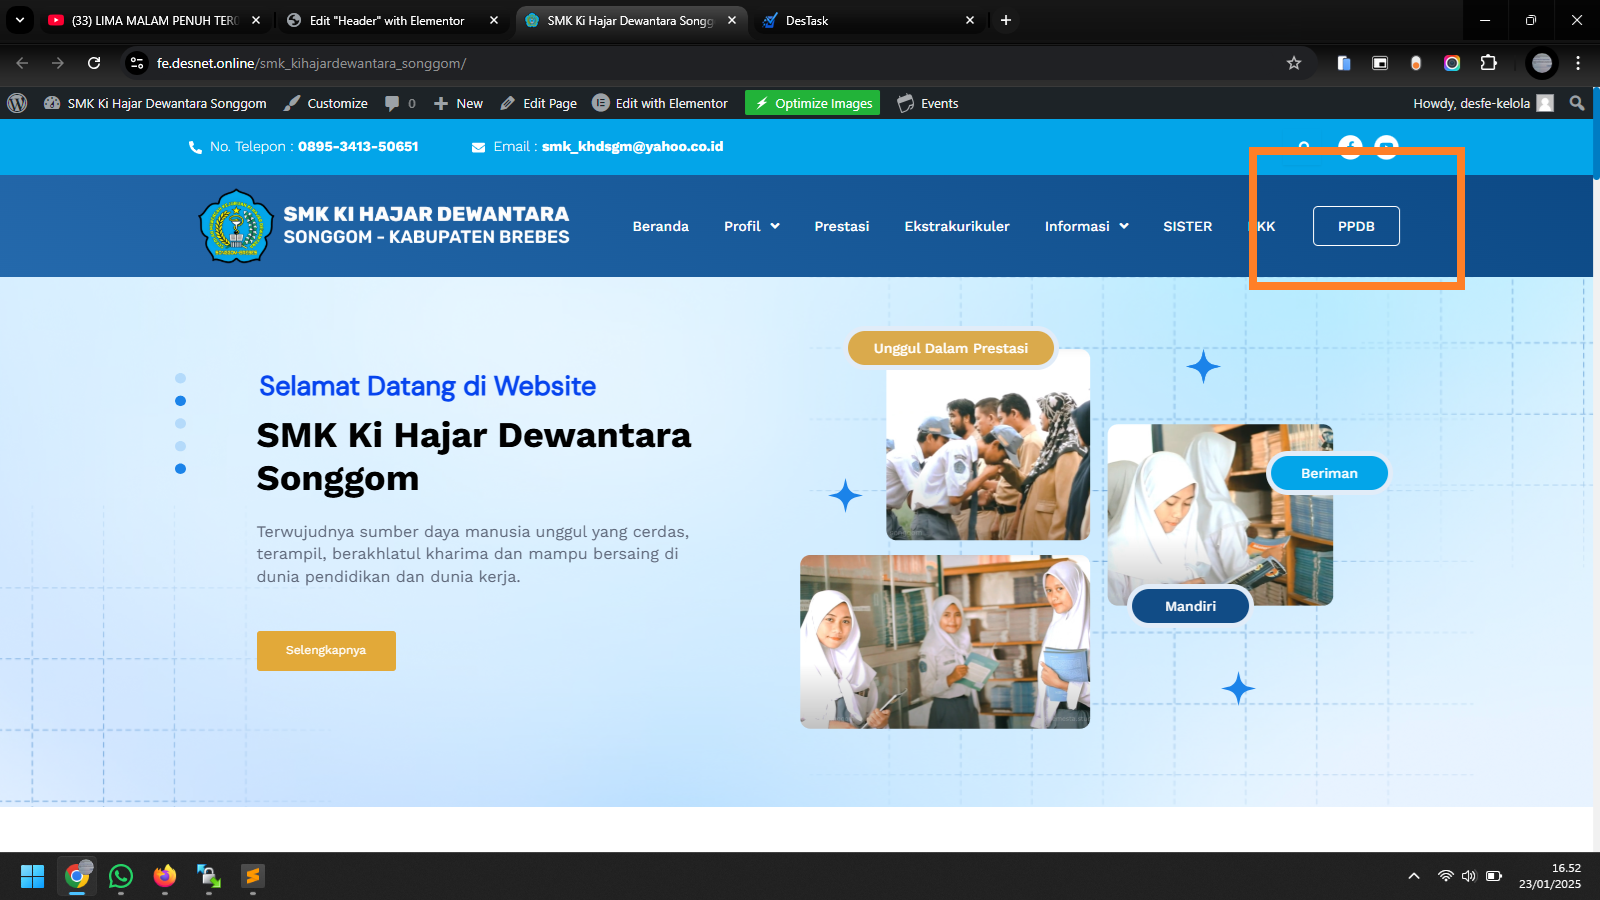 (33) LIMA MALAM PENUH TERO
Edit "Header" with Elementor
SMK Ki Hajar Dewantara Songg
DesTask
fe.desnet.online/smk_kihajardewantara_songgom/
SMK Ki Hajar Dewantara Songgom
Customize
0
New
Edit Page
Edit with Elementor
Optimize Images
Events
Howdy, desfe-kelola
No. Telepon : 0895-3413-50651
Email : smk_khdsgm@yahoo.co.id
SMK KI HAJAR DEWANTARA
SONGGOM - KABUPATEN BREBES
Beranda
Profil
Prestasi
Ekstrakurikuler
Informasi
SISTER
KK
PPDB
Unggul Dalam Prestasi
Selamat Datang di Website
SMK Ki Hajar Dewantara
Songgom
Beriman
Terwujudnya sumber daya manusia unggul yang cerdas,
terampil, berakhlatul kharima dan mampu bersaing di
dunia pendidikan dan dunia kerja.
Mandiri
Selengkapnya
16.52
23/01/2025